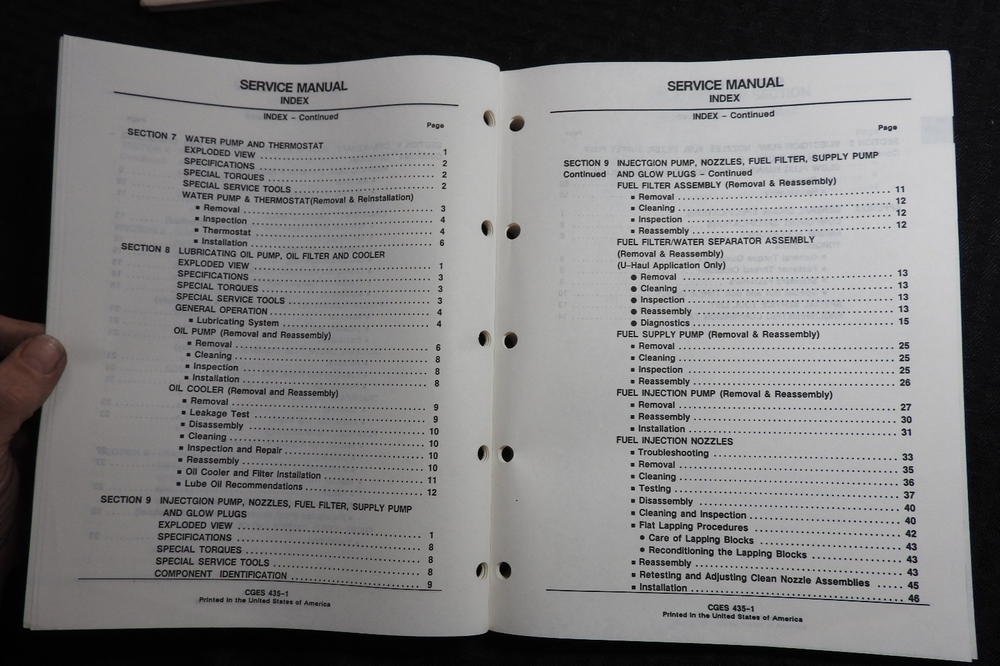 SERVICE MANUAL
INDEX
INDEX – Continued
Page
SECTION 7 WATER PUMP AND THERMOSTAT
EXPLODED VIEW 1
SPECIFICATIONS 2
SPECIAL TORQUES 2
SPECIAL SERVICE TOOLS 2
WATER PUMP & THERMOSTAT(Removal & Reinstallation)
▪ Removal 3
▪ Inspection 4
▪ Thermostat 4
▪ Installation 6
SECTION 8 LUBRICATING OIL PUMP, OIL FILTER AND COOLER
EXPLODED VIEW 1
SPECIFICATIONS 3
SPECIAL TORQUES 3
SPECIAL SERVICE TOOLS 3
GENERAL OPERATION 4
▪ Lubricating System 4
OIL PUMP (Removal and Reassembly)
▪ Removal 6
▪ Cleaning 8
▪ Inspection 8
▪ Installation 8
OIL COOLER (Removal and Reassembly)
▪ Removal 9
▪ Leakage Test 9
▪ Disassembly 10
▪ Cleaning 10
▪ Inspection and Repair 10
▪ Reassembly 10
▪ Oil Cooler and Filter Installation 11
▪ Lube Oil Recommendations 12
SECTION 9 INJECTGION PUMP, NOZZLES, FUEL FILTER, SUPPLY PUMP
AND GLOW PLUGS
EXPLODED VIEW 1
SPECIFICATIONS 8
SPECIAL TORQUES 8
SPECIAL SERVICE TOOLS 8
COMPONENT IDENTIFICATION 9
CGES 435–1
Printed in the United States of America
SERVICE MANUAL
INDEX
INDEX – Continued
Page
SECTION 9 INJECTGION PUMP, NOZZLES, FUEL FILTER, SUPPLY PUMP
Continued AND GLOW PLUGS – Continued
FUEL FILTER ASSEMBLY (Removal & Reassembly)
▪ Removal 11
▪ Cleaning 12
▪ Inspection 12
▪ Reassembly 12
FUEL FILTER/WATER SEPARATOR ASSEMBLY
(Removal & Reassembly)
(U–Haul Application Only)
● Removal 13
● Cleaning 13
● Inspection 13
● Reassembly 13
● Diagnostics 15
FUEL SUPPLY PUMP (Removal & Reassembly)
▪ Removal 25
▪ Cleaning 25
▪ Inspection 25
▪ Reassembly 26
FUEL INJECTION PUMP (Removal & Reassembly)
▪ Removal 27
▪ Reassembly 30
▪ Installation 31
FUEL INJECTION NOZZLES
▪ Troubleshooting 33
▪ Removal 35
▪ Cleaning 36
▪ Testing 37
▪ Disassembly 40
▪ Cleaning and Inspection 40
▪ Flat Lapping Procedures 42
● Care of Lapping Blocks 43
● Reconditioning the Lapping Blocks 43
▪ Reassembly 43
▪ Retesting and Adjusting Clean Nozzle Assemblies 45
▪ Installation 46
CGES 435–1
Printed in the United States of America